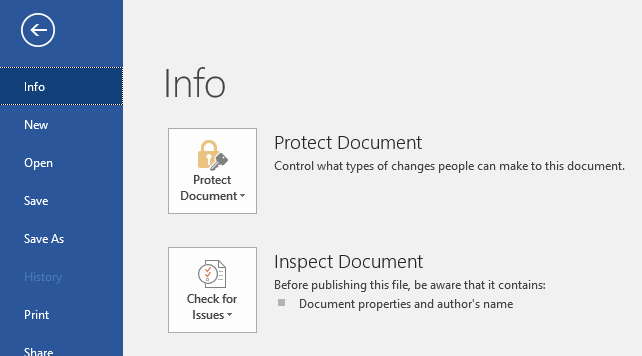 Info
New
Open
Save
Save As
History
Print
Share
Info
Protect
Document
Protect Document
Control what types of changes people can make to this document.
Check for
Issues
Inspect Document
Before publishing this file, be aware that it contains:
Document properties and author's name